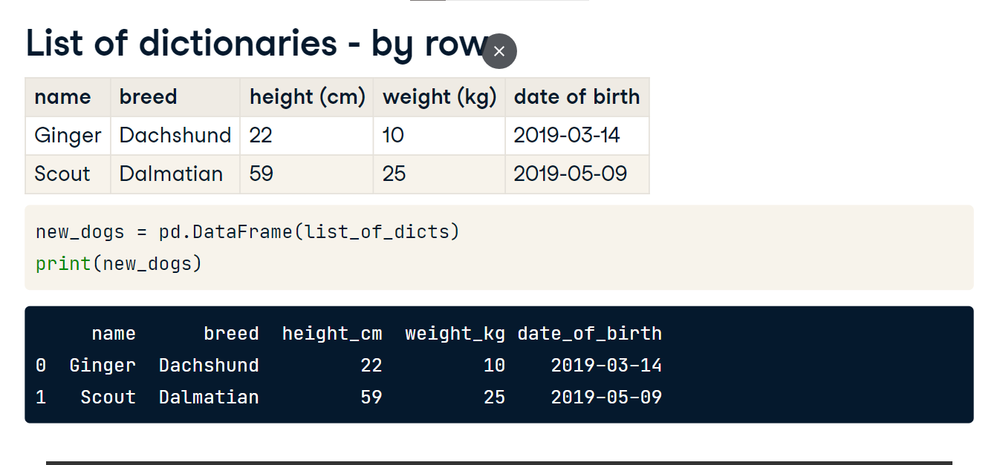 List of dictionaries - by row
name breed height (cm) weight (kg) date of birth
Ginger Dachshund 22 10 2019-03-14
Scout Dalmatian 59 25 2019-05-09
new_dogs = pd.DataFrame(list_of_dicts)
print(new_dogs)
name breed height_cm weight_kg date_of_birth
0 Ginger Dachshund 22 10 2019-03-14
1 Scout Dalmatian 59 25 2019-05-09